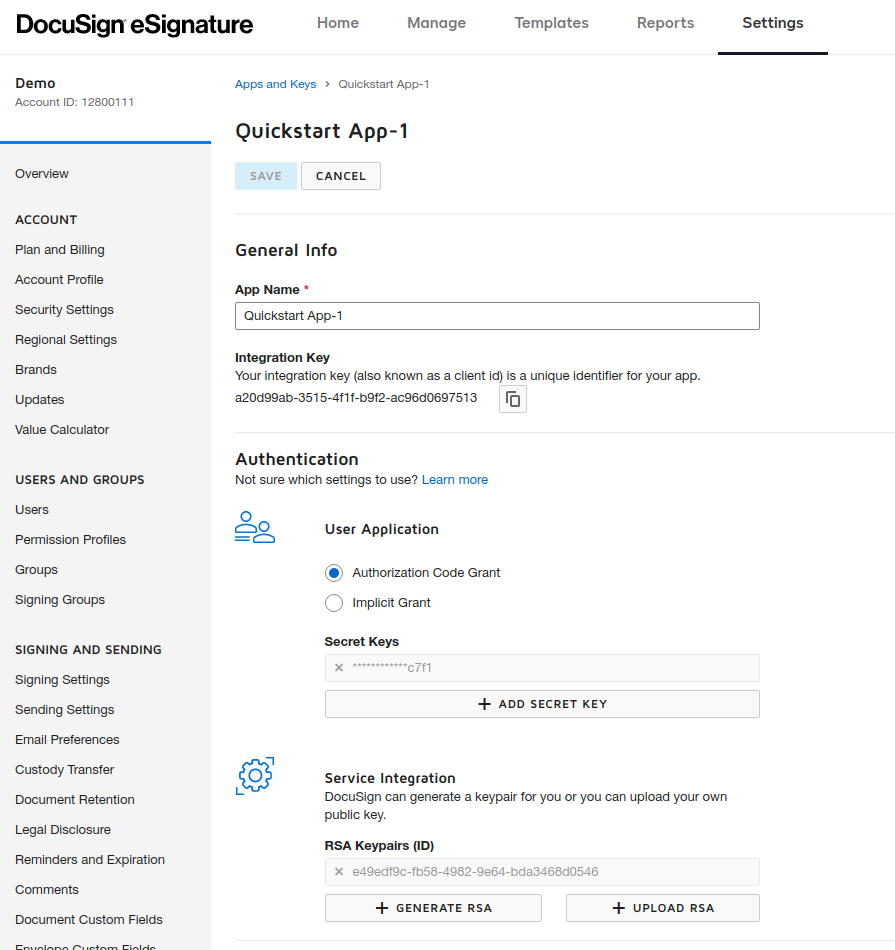 DocuSign eSignature
Home
Manage
Templates
Reports
Settings
Demo
Account ID: 12800111
Overview
ACCOUNT
Plan and Billing
Account Profile
Security Settings
Regional Settings
Brands
Updates
Value Calculator
USERS AND GROUPS
Users
Permission Profiles
Groups
Signing Groups
SIGNING AND SENDING
Signing Settings
Sending Settings
Email Preferences
Custody Transfer
Document Retention
Legal Disclosure
Reminders and Expiration
Comments
Document Custom Fields
Envelope Custom Fields
Apps and Keys > Quickstart App-1
Quickstart App-1
SAVE
CANCEL
General Info
App Name *
Quickstart App-1
Integration Key
Your integration key (also known as a client id) is a unique identifier for your app.
a20d99ab-3515-4f1f-b9f2-ac96d0697513
Authentication
Not sure which settings to use? Learn more
User Application
Authorization Code Grant
Implicit Grant
Secret Keys
× ************c7f1
+ ADD SECRET KEY
Service Integration
DocuSign can generate a keypair for you or you can upload your own
public key.
RSA Keypairs (ID)
× e49edf9c-fb58-4982-9e64-bda3468d0546
+ GENERATE RSA
+ UPLOAD RSA